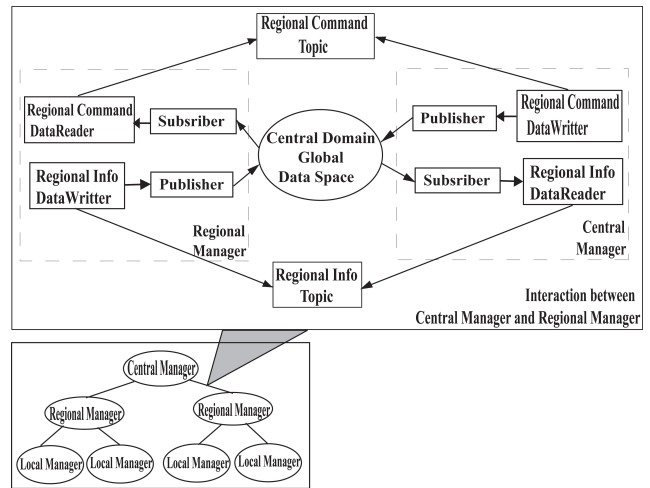 Regional Command
Topic
Regional Command
DataReader
Subsriber
Regional Info
DataWritter
Publisher
Regional
Manager
Central Domain
Global
Data Space
Publisher
Regional Command
DataWritter
Subsriber
Regional Info
DataReader
Central
Manager
Regional Info
Topic
Interaction between
Central Manager and Regional Manager
Central Manager
Regional Manager
Regional Manager
Local Manager
Local Manager
Local Manager
Local Manager